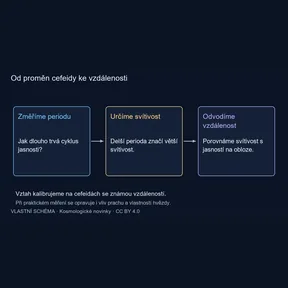 Od proměn cefeidy ke vzdálenosti
Změříme periodu
Jak dlouho trvá cyklus
jasnosti?
Určíme svítivost
Delší perioda značí větší
svítivost.
Odvodíme
vzdálenost
Porovnáme svítivost s
jasností na obloze.
Vztah kalibrujeme na cefeidách se známou vzdáleností.
Při praktickém měření se opravuje i vliv prachu a vlastností hvězdy.
VLASTNÍ SCHÉMA · Kosmologické novinky · CC BY 4.0